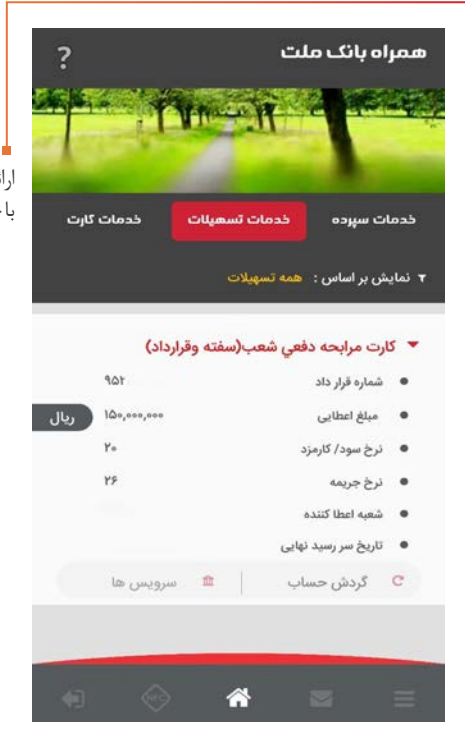 همراه بانک ملت
?
خدمات سپرده خدمات تسهیلات خدمات کارت
نمایش بر اساس : همه تسهیلات
کارت مرابحه دفعي شعب(سفته وقرارداد)
شماره قرار داد ۹۵۲
مبلغ اعطایی ۱۵۰,۰۰۰,۰۰۰ ریال
نرخ سود/ کارمزد ۲۰
نرخ جریمه ۲۶
شعبه اعطا کننده
تاریخ سر رسید نهایی
گردش حساب سرویس ها
NFC